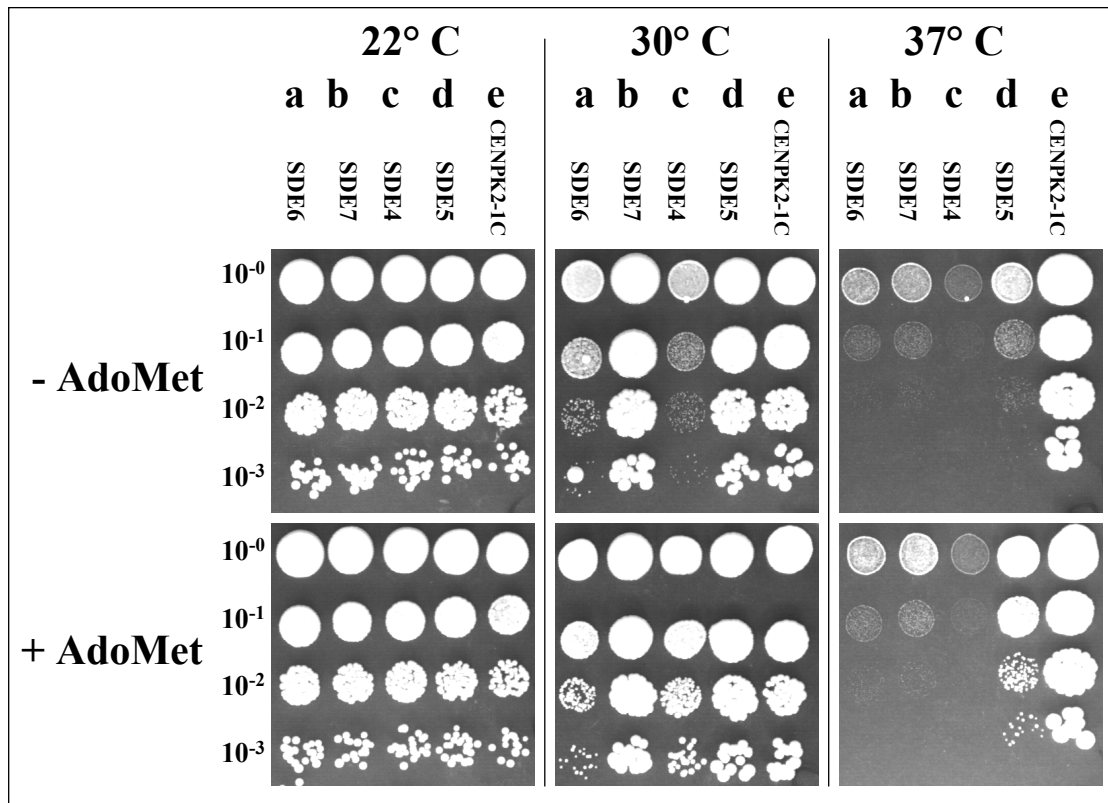 22° C 30° C 37° C
a b c d e a b c d e a b c d e
SDE6 SDE7 SDE4 SDE5 CENPK2-1C SDE6 SDE7 SDE4 SDE5 CENPK2-1C SDE6 SDE7 SDE4 SDE5 CENPK2-1C
10-0
10-1
- AdoMet
10-2
10-3
10-0
10-1
+ AdoMet
10-2
10-3